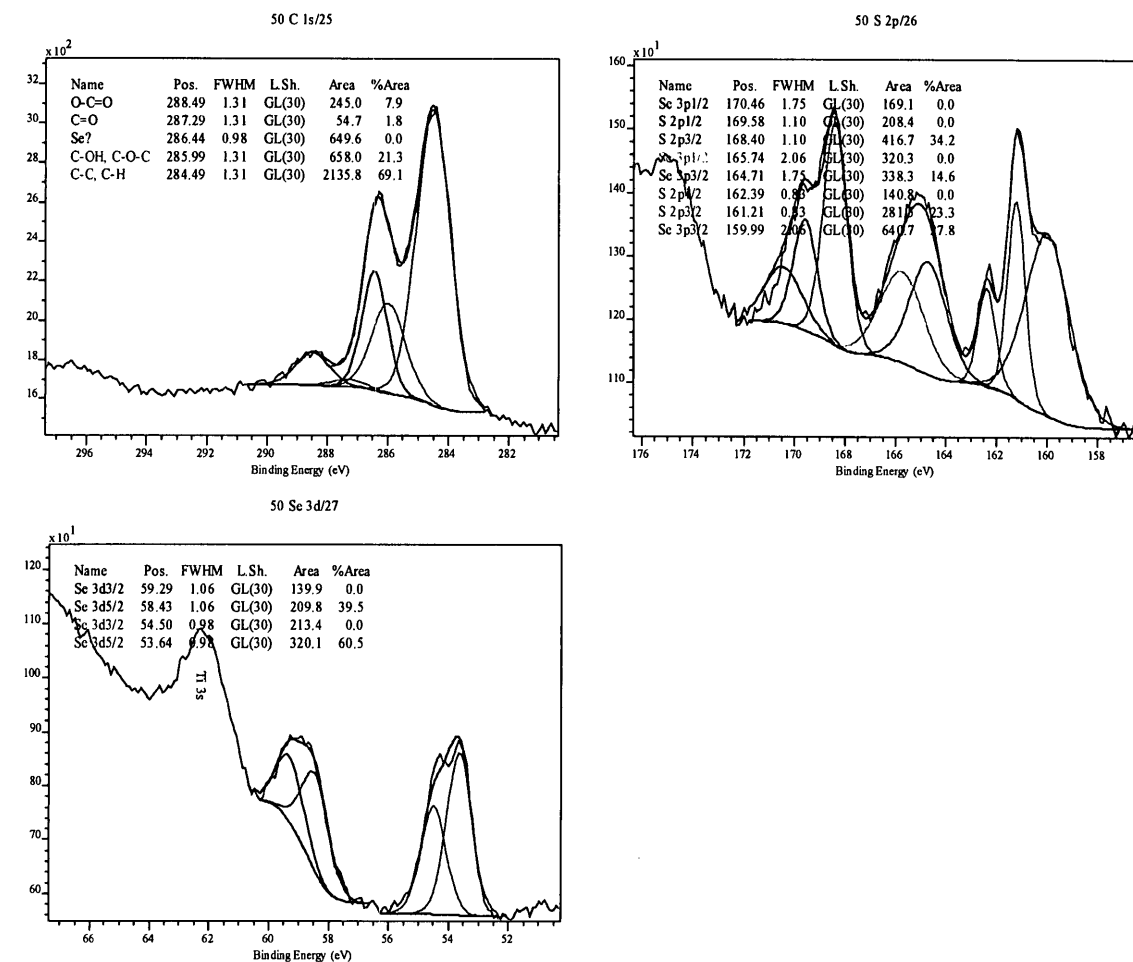 50 C 1s/25
x10^2
Name Pos. FWHM L.Sh. Area %Area
O-C=O 288.49 1.31 GL(30) 245.0 7.9
C=O 287.29 1.31 GL(30) 54.7 1.8
Se? 286.44 0.98 GL(30) 649.6 0.0
C-OH, C-O-C 285.99 1.31 GL(30) 658.0 21.3
C-C, C-H 284.49 1.31 GL(30) 2135.8 69.1
32
30
28
26
24
22
20
18
16
296 294 292 290 288 286 284 282
Binding Energy (eV)
50 S 2p/26
x10^1
Name Pos. FWHM L.Sh. Area %Area
Se 3p1/2 170.46 1.75 GL(30) 169.1 0.0
S 2p1/2 169.58 1.10 GL(30) 208.4 0.0
S 2p3/2 168.40 1.10 GL(30) 416.7 34.2
Se 3p1/2 165.74 2.06 GL(30) 320.3 0.0
Se 3p3/2 164.71 1.75 GL(30) 338.3 14.6
S 2p1/2 162.39 0.83 GL(30) 140.8 0.0
S 2p3/2 161.21 0.83 GL(30) 23.3
Se 3p3/2 159.99 2.06 GL(30) 640.7
160
150
140
130
120
110
176 174 172 170 168 166 164 162 160 158
Binding Energy (eV)
50 Se 3d/27
x10^1
Name Pos. FWHM L.Sh. Area %Area
Se 3d3/2 59.29 1.06 GL(30) 139.9 0.0
Se 3d5/2 58.43 1.06 GL(30) 209.8 39.5
Se 3d3/2 54.50 0.98 GL(30) 213.4 0.0
Se 3d5/2 53.64 0.98 GL(30) 320.1 60.5
Ti 3s
120
110
100
90
80
70
60
66 64 62 60 58 56 54 52
Binding Energy (eV)